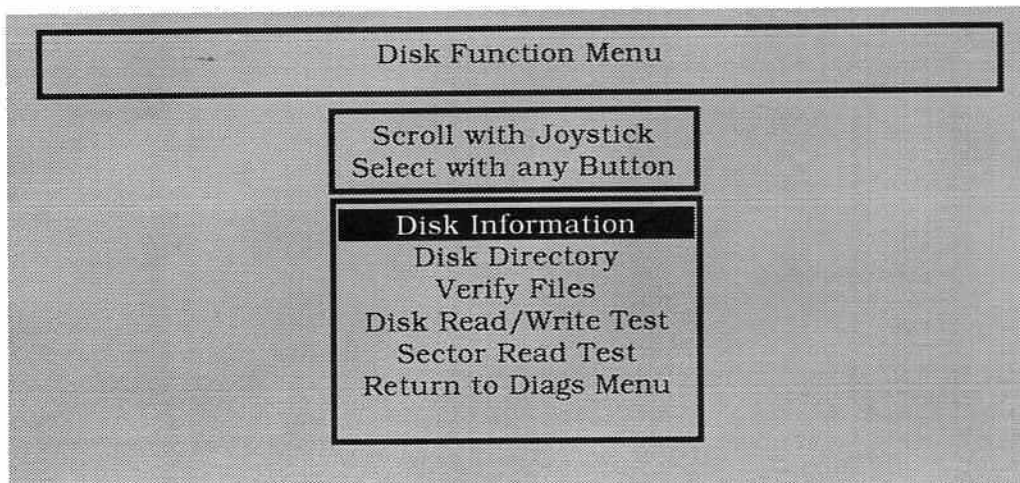 Disk Function Menu
Scroll with Joystick
Select with any Button
Disk Information
Disk Directory
Verify Files
Disk Read/Write Test
Sector Read Test
Return to Diags Menu